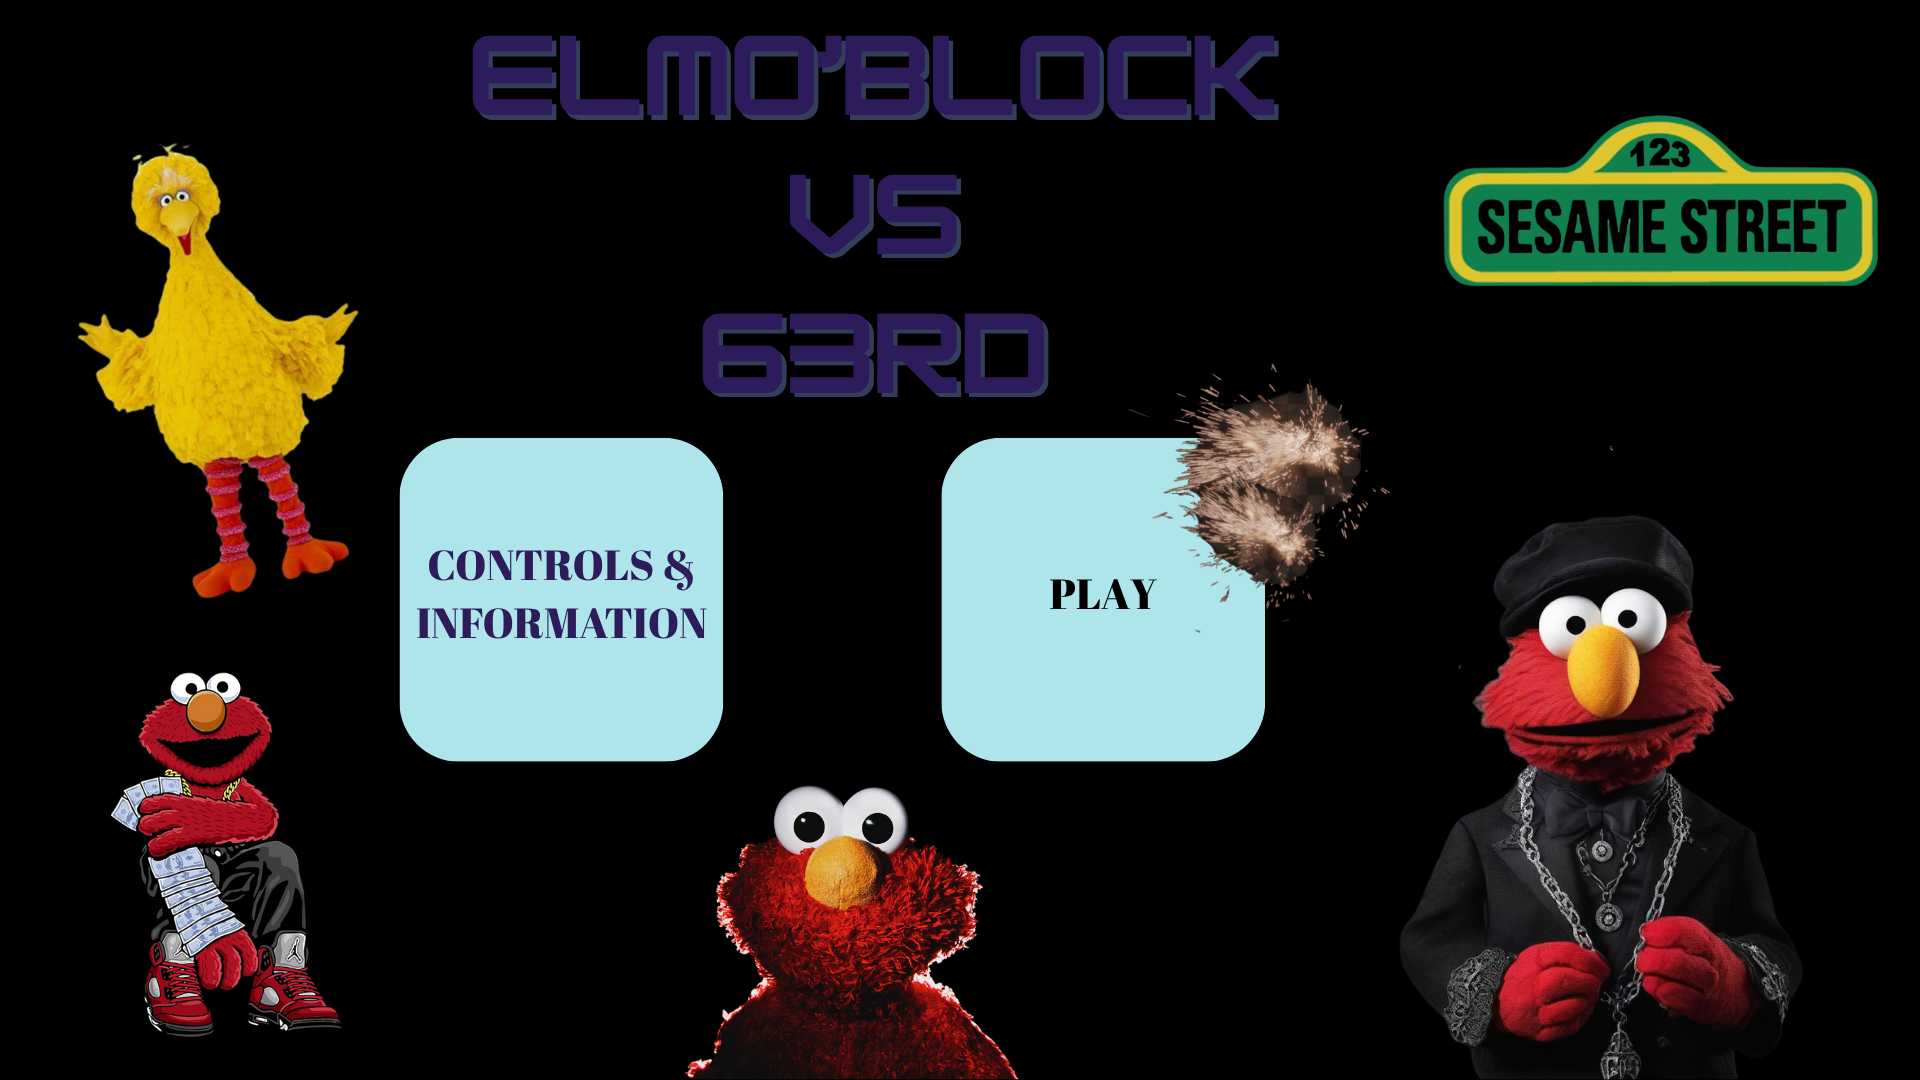 ELMO'BLOCK
VS
63RD
123
SESAME STREET
CONTROLS &
INFORMATION
PLAY